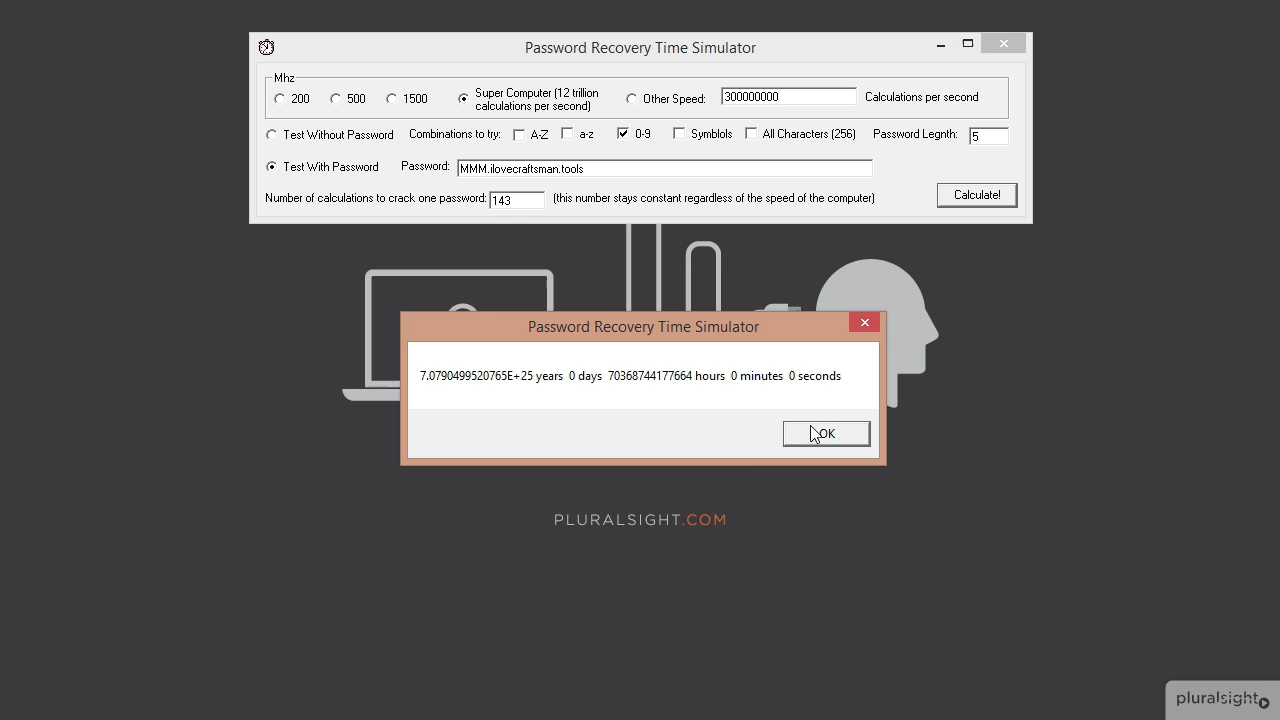 Password Recovery Time Simulator
Mhz
200 500 1500 Super Computer (12 trillion calculations per second) Other Speed: 300000000 Calculations per second
Test Without Password Combinations to try: A-Z a-z 0-9 Symblols All Characters (256) Password Legnth: 5
Test With Password Password: MMM.ilovecraftsman.tools
Number of calculations to crack one password: 143 (this number stays constant regardless of the speed of the computer) Calculate!
Password Recovery Time Simulator
7.0790499520765E+25 years 0 days 70368744177664 hours 0 minutes 0 seconds
OK
PLURALSIGHT.COM
pluralsight